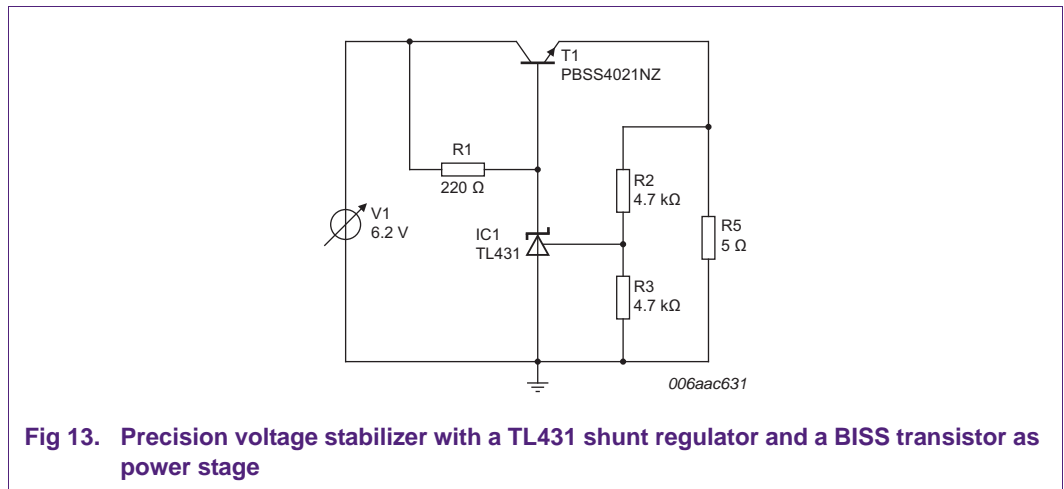 T1
PBSS4021NZ
R1
220 Ω
R2
4.7 kΩ
V1
6.2 V
IC1
TL431
R5
5 Ω
R3
4.7 kΩ
006aac631
Fig 13. Precision voltage stabilizer with a TL431 shunt regulator and a BISS transistor as
power stage